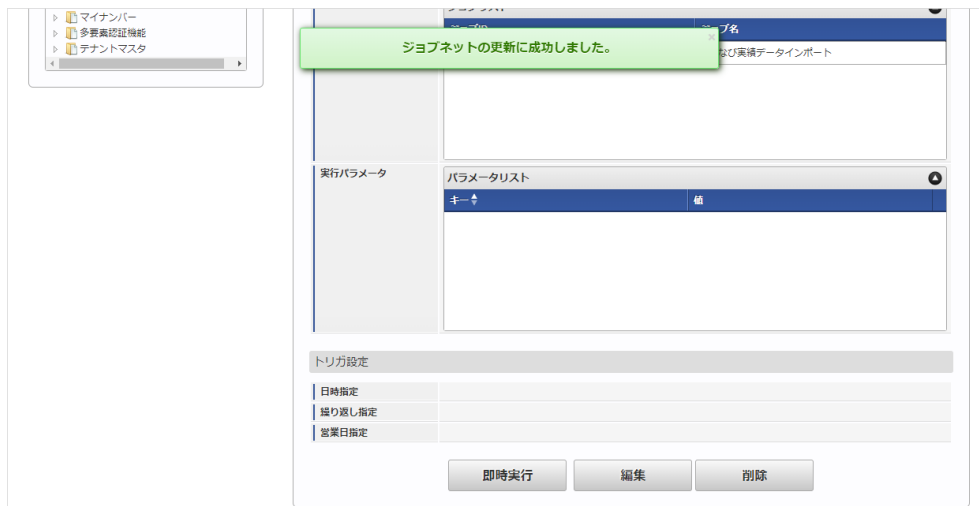 マイナンバー
多要素認証機能
テナントマスタ
ジョブネットの更新に成功しました。
ジョブ名
なび実績データインポート
実行パラメータ
パラメータリスト
キー
値
トリガ設定
日時指定
繰り返し指定
営業日指定
即時実行
編集
削除